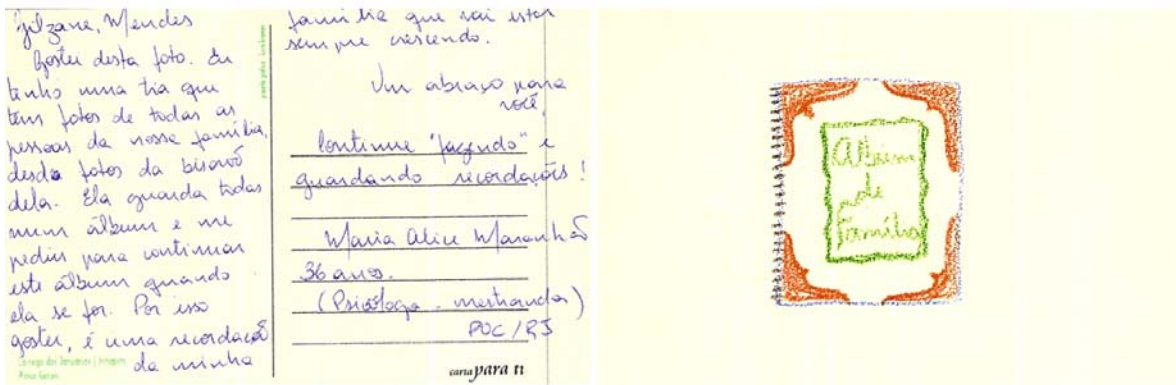 Gilzane, Mendes
Gostei desta foto. Eu
tenho uma tia que
tem fotos de todas as
pessoas da nossa família,
desde fotos da bisavó
dela. Ela guarda todas
num álbum e me
pediu para continuar
este álbum quando
ela se for. Por isso
gostei, é uma recordação
da minha
família que vai estar
sempre crescendo.
Um abraço para
você,
Continue "fazendo" e
guardando recordações!
Maria Alice Maranhão
36 anos.
(Psicóloga - mestranda)
PUC/RJ
carta para ti
Álbum
de
Família